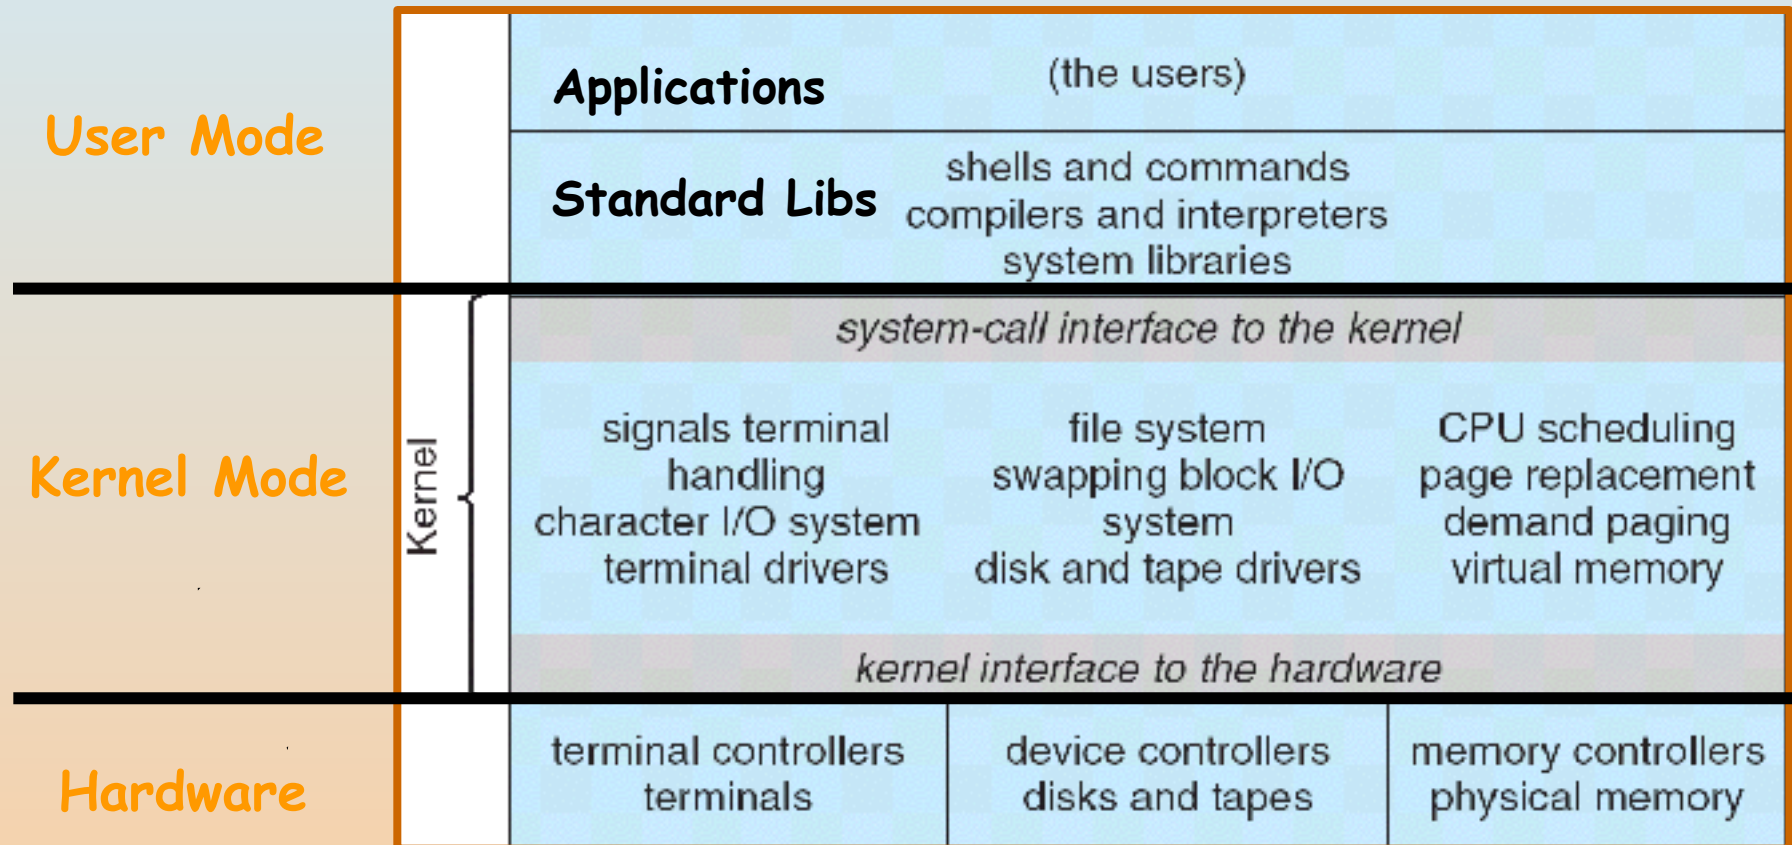 User Mode
Applications
(the users)
Standard Libs
shells and commands
compilers and interpreters
system libraries
Kernel Mode
Kernel
system-call interface to the kernel
signals terminal
handling
character I/O system
terminal drivers
file system
swapping block I/O
system
disk and tape drivers
CPU scheduling
page replacement
demand paging
virtual memory
kernel interface to the hardware
Hardware
terminal controllers
terminals
device controllers
disks and tapes
memory controllers
physical memory